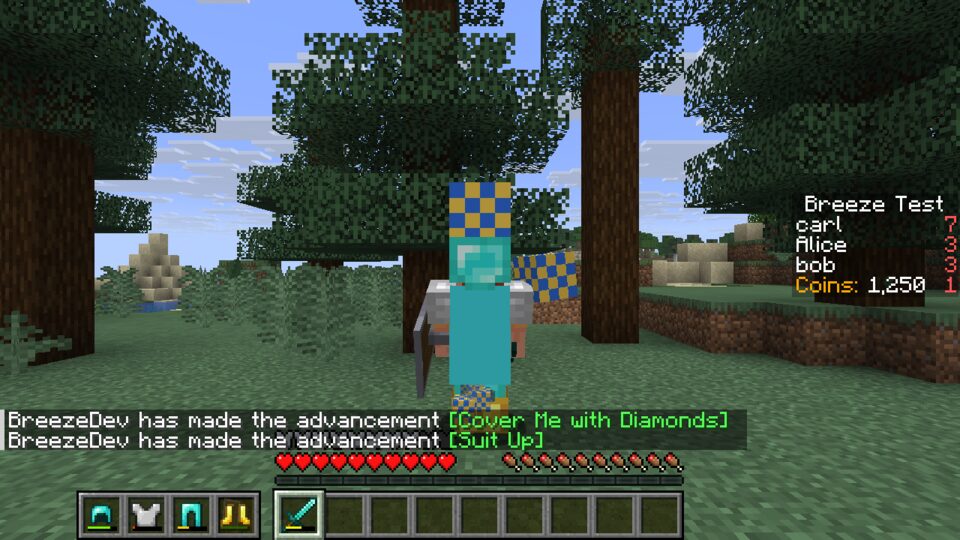 Breeze Test
carl 7
Alice 3
bob 3
Coins: 1,250 1
BreezeDev has made the advancement [Cover Me with Diamonds]
BreezeDev has made the advancement [Suit Up]